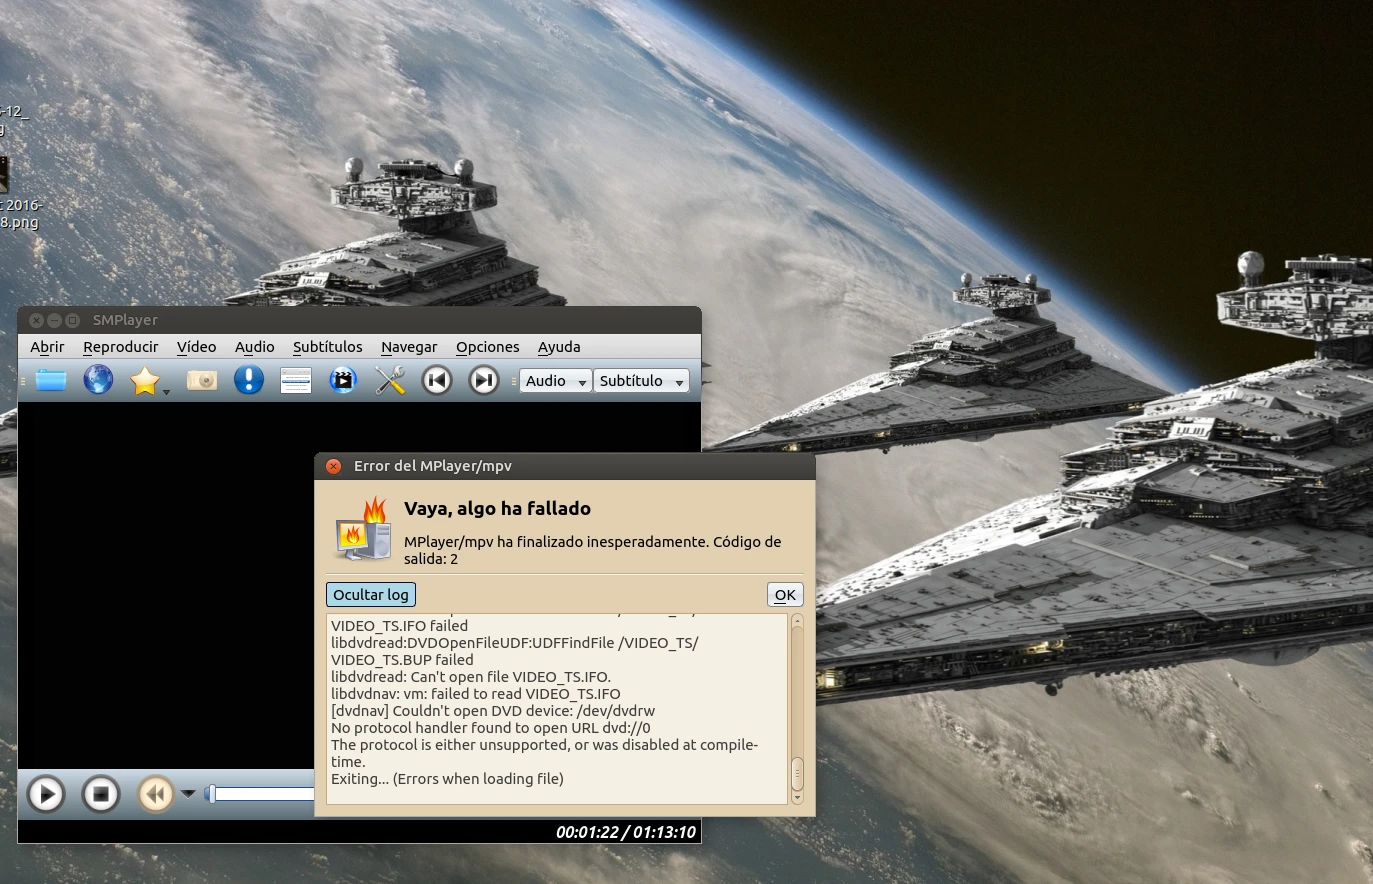 -12_
g
t 2016-
8.png
SMPlayer
Abrir Reproducir Vídeo Audio Subtítulos Navegar Opciones Ayuda
Audio Subtítulo
Error del MPlayer/mpv
Vaya, algo ha fallado
MPlayer/mpv ha finalizado inesperadamente. Código de
salida: 2
Ocultar log OK
VIDEO_TS.IFO failed
libdvdread:DVDOpenFileUDF:UDFFindFile /VIDEO_TS/
VIDEO_TS.BUP failed
libdvdread: Can't open file VIDEO_TS.IFO.
libdvdnav: vm: failed to read VIDEO_TS.IFO
[dvdnav] Couldn't open DVD device: /dev/dvdrw
No protocol handler found to open URL dvd://0
The protocol is either unsupported, or was disabled at compile-
time.
Exiting... (Errors when loading file)
00:01:22 / 01:13:10